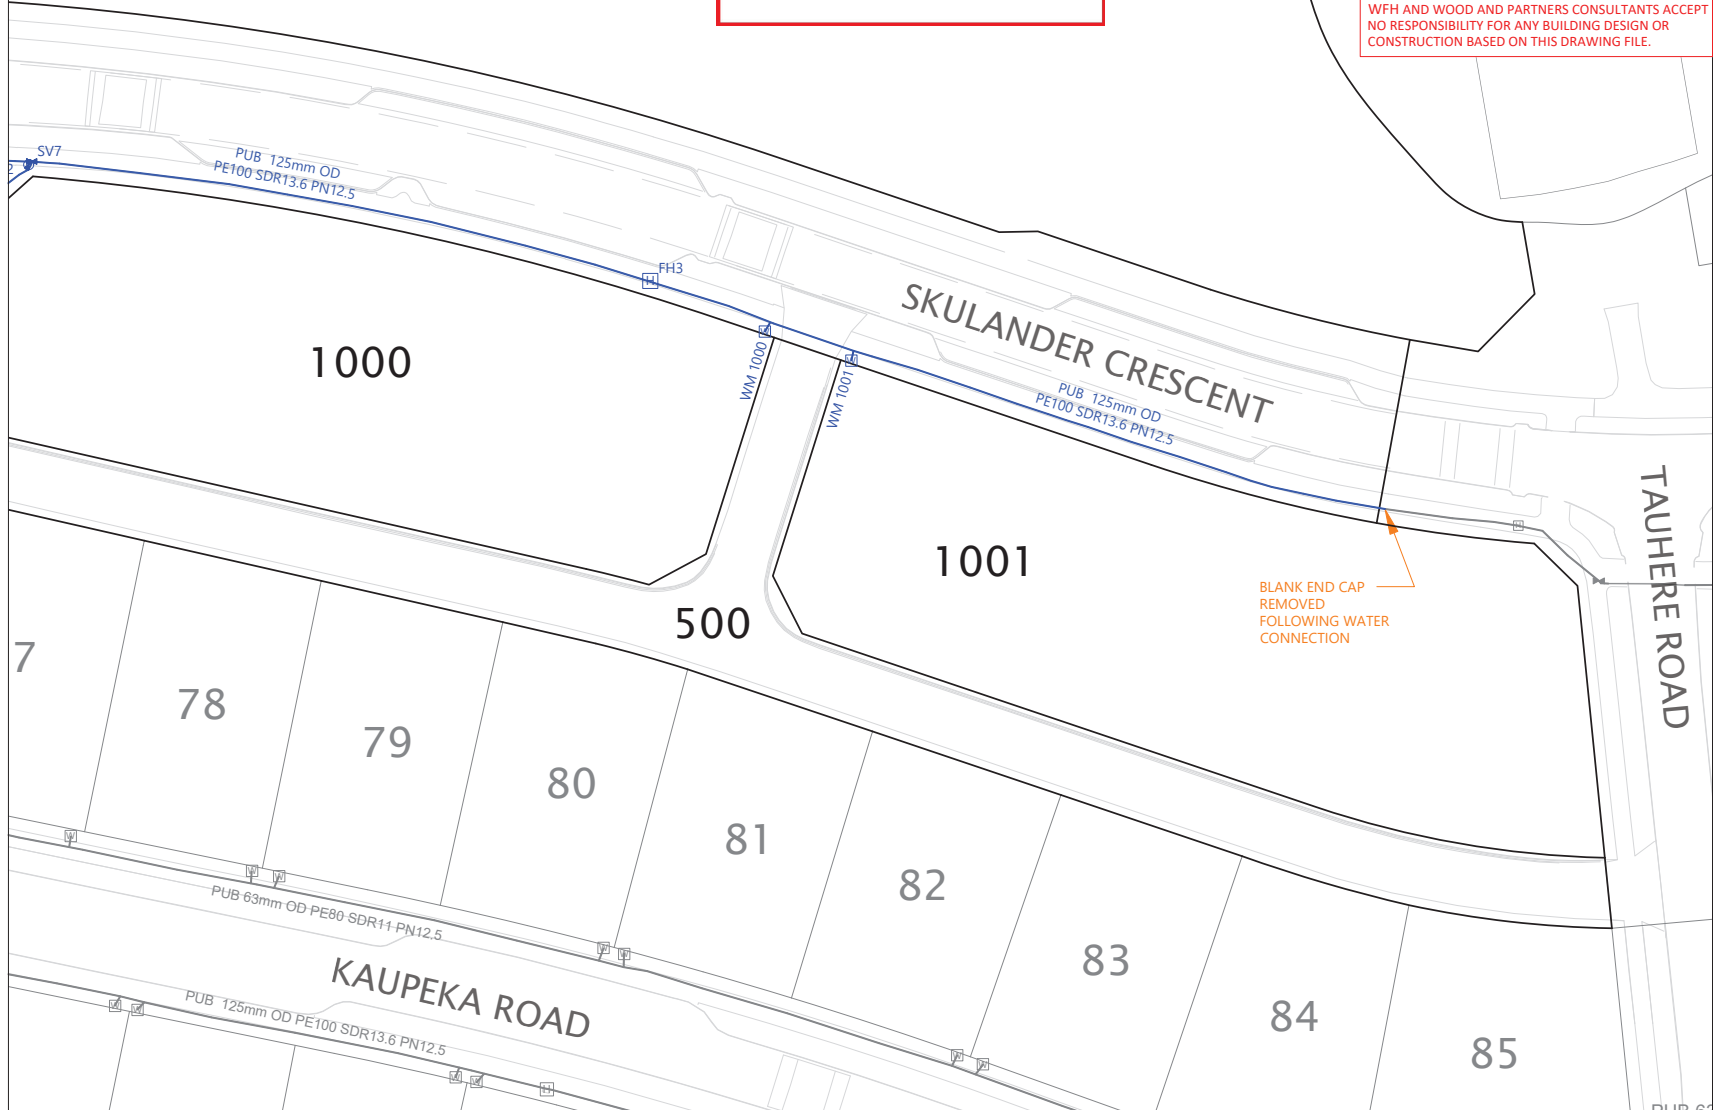 WFH AND WOOD AND PARTNERS CONSULTANTS ACCEPT
NO RESPONSIBILITY FOR ANY BUILDING DESIGN OR
CONSTRUCTION BASED ON THIS DRAWING FILE.
SV7
2
PUB 125mm OD
PE100 SDR13.6 PN12.5
H
FH3
SKULANDER CRESCENT
1000
WM 1000
W
WM 1001
W
PUB 125mm OD
PE100 SDR13.6 PN12.5
H
TAUHERE ROAD
1001
BLANK END CAP
REMOVED
FOLLOWING WATER
CONNECTION
500
7
78
79
80
81
82
83
84
85
W
W
W
PUB 63mm OD PE80 SDR11 PN12.5
W
W
KAUPEKA ROAD
W
W
PUB 125mm OD PE100 SDR13.6 PN12.5
W
W
W
W
H